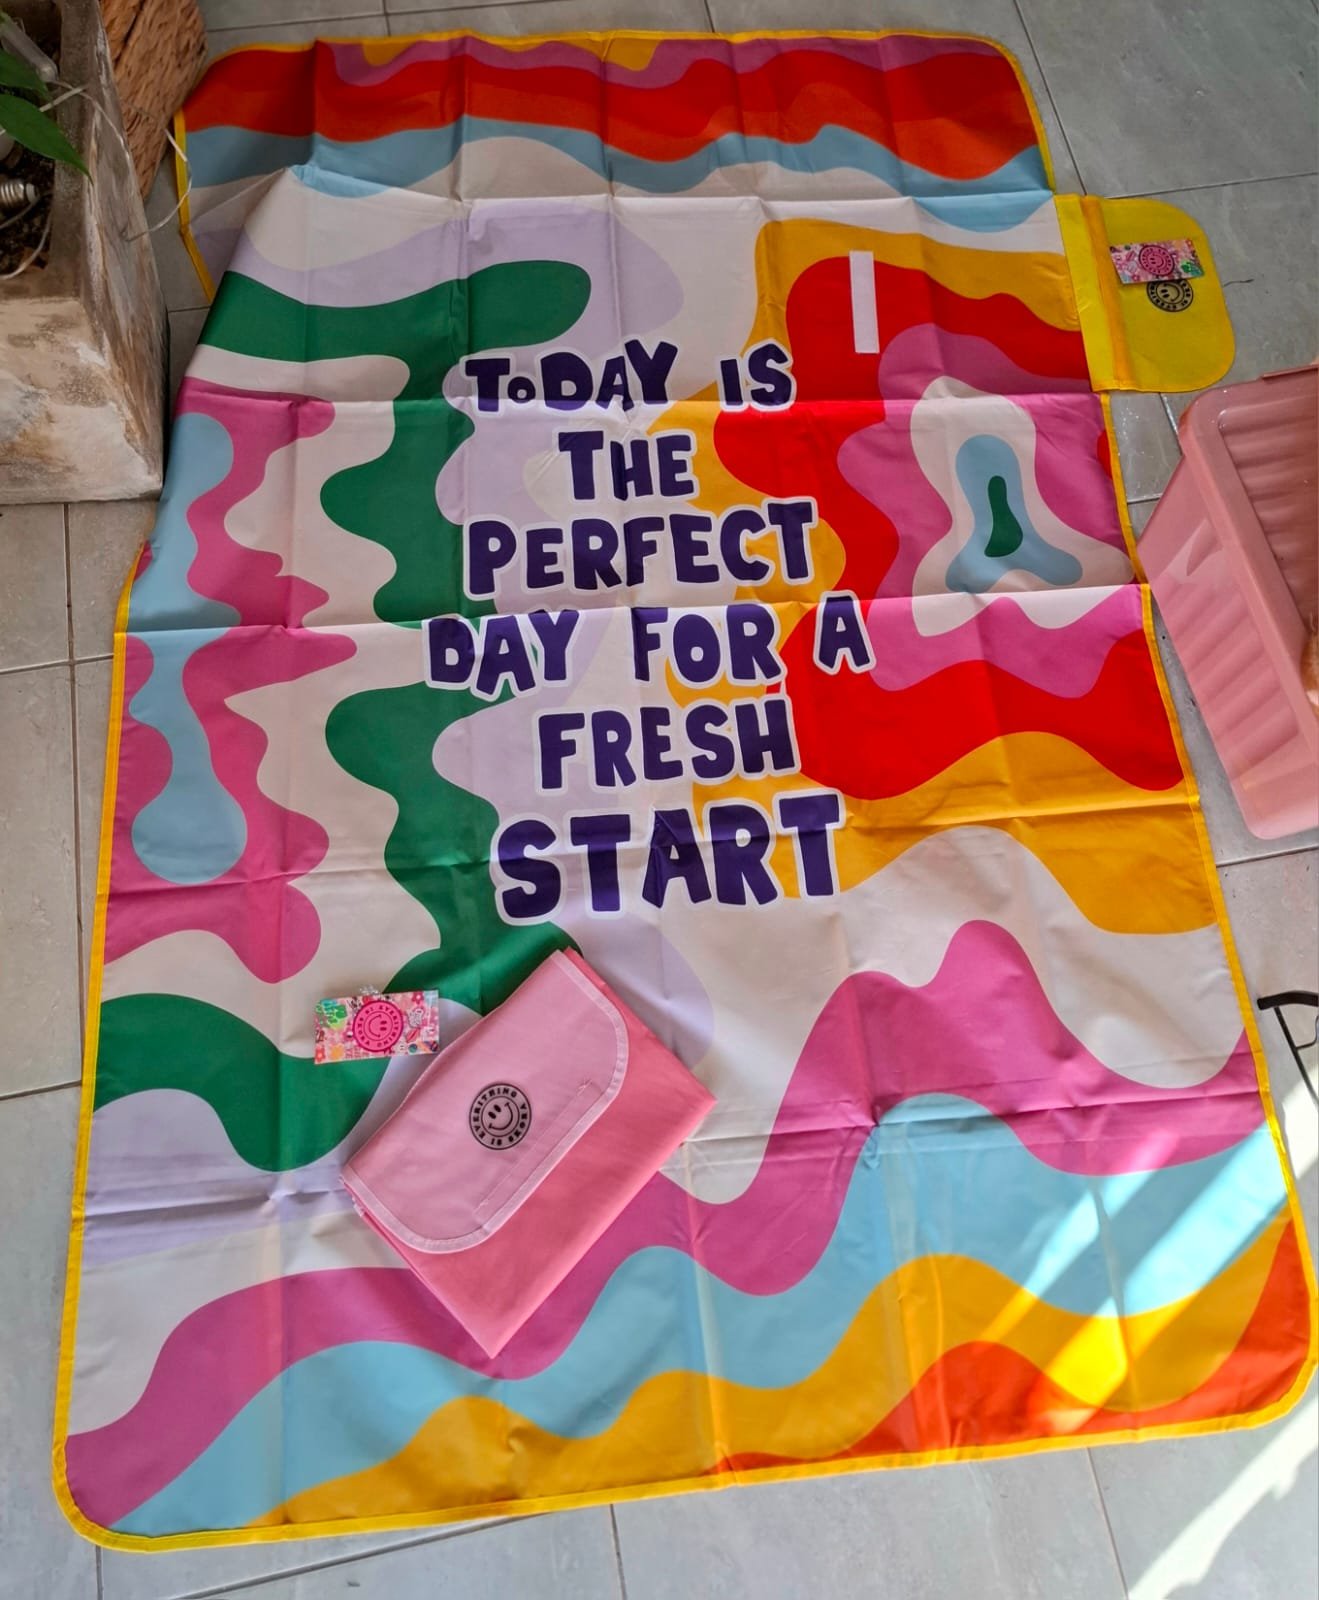 TODAY IS
THE
PERFECT
DAY FOR A
FRESH
START